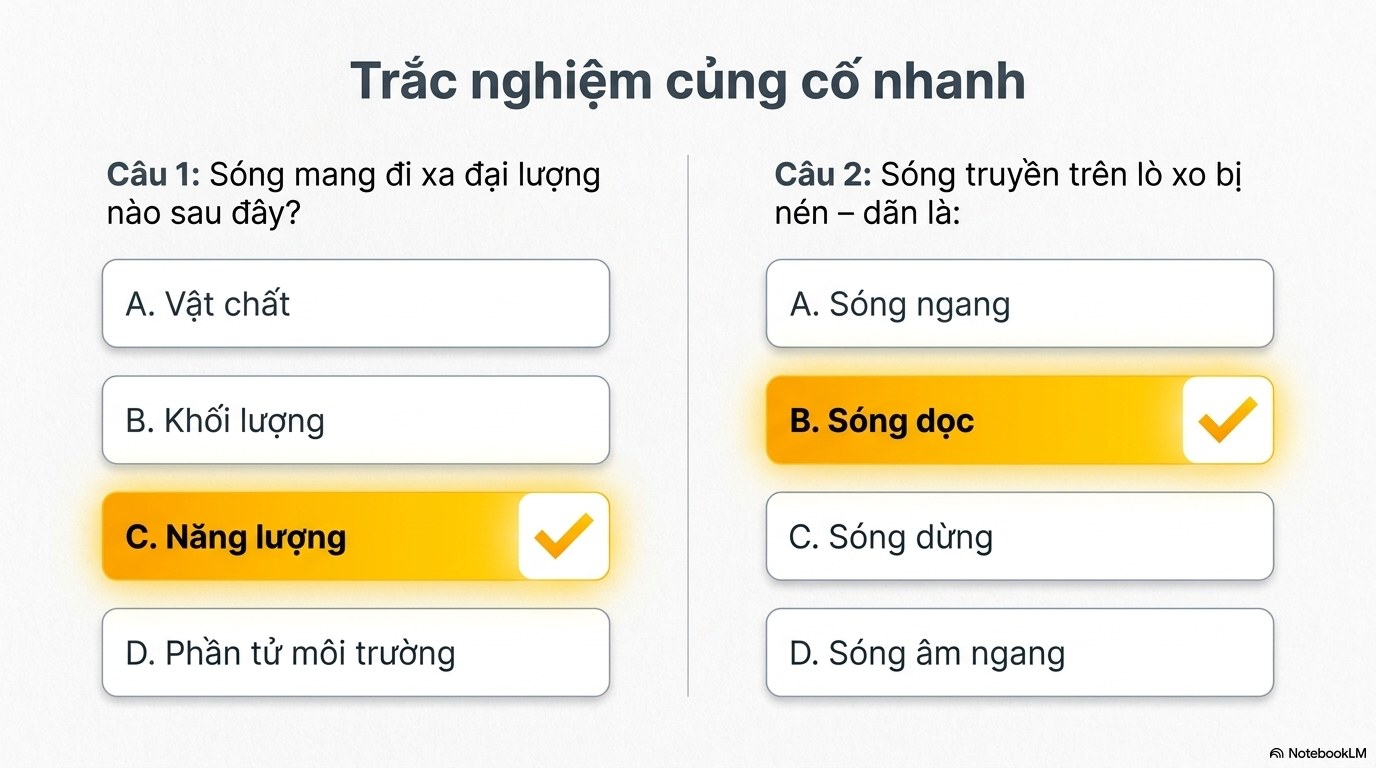 Trắc nghiệm củng cố nhanh
Câu 1: Sóng mang đi xa đại lượng
nào sau đây?
A. Vật chất
B. Khối lượng
C. Năng lượng
D. Phần tử môi trường
Câu 2: Sóng truyền trên lò xo bị
nén – dãn là:
A. Sóng ngang
B. Sóng dọc
C. Sóng dừng
D. Sóng âm ngang
NotebookLM